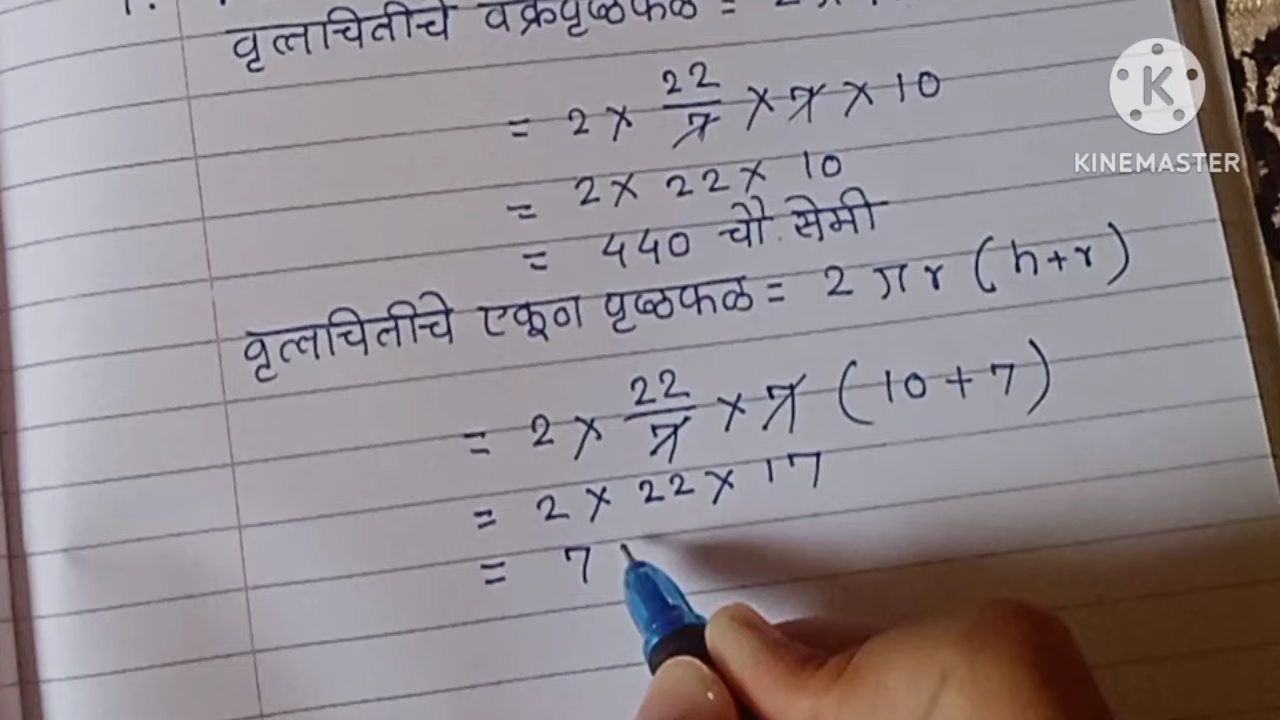 वृत्तचितीचे वक्रपृष्ठफळ = 2π
= 2 × 22/7 × 7 × 10
= 2 × 22 × 10
= 440 चौ. सेमी
वृत्तचितीचे एकूण पृष्ठफळ = 2πr (h+r)
= 2 × 22/7 × 7 (10 + 7)
= 2 × 22 × 17
= 7
K
KINEMASTER